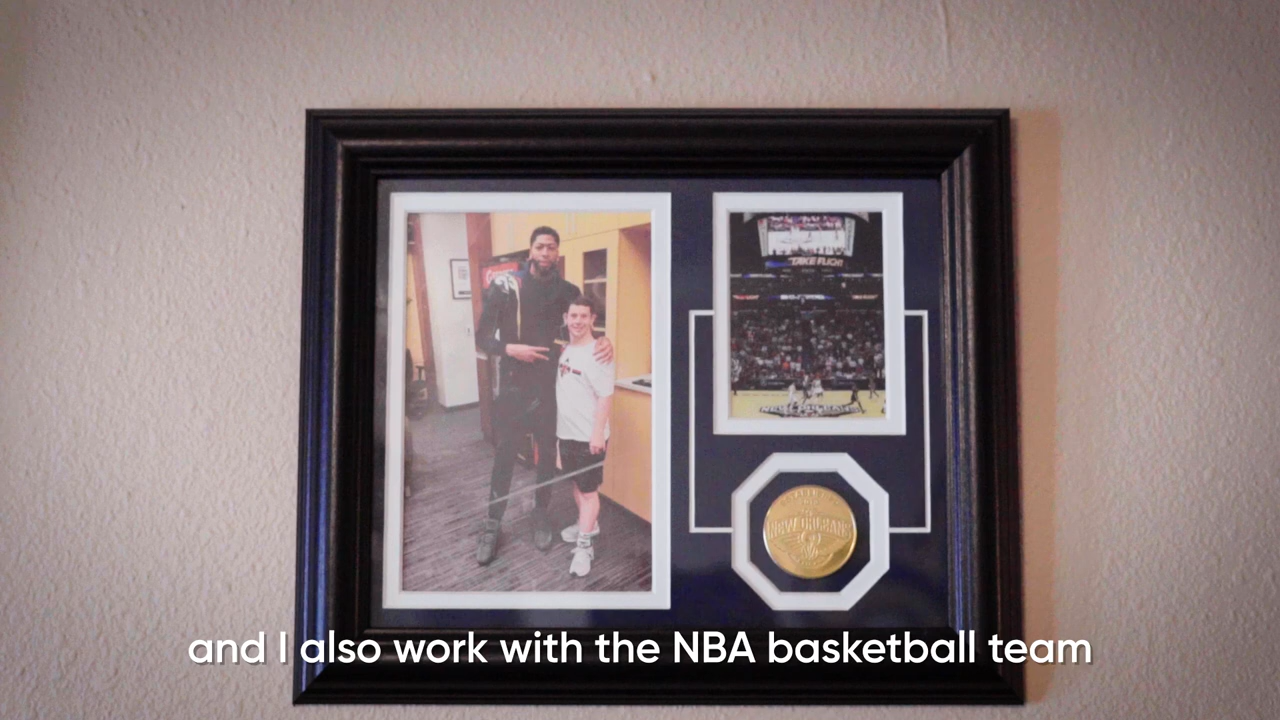 TAKE FLIGHT
NEW ORLEANS
and I also work with the NBA basketball team